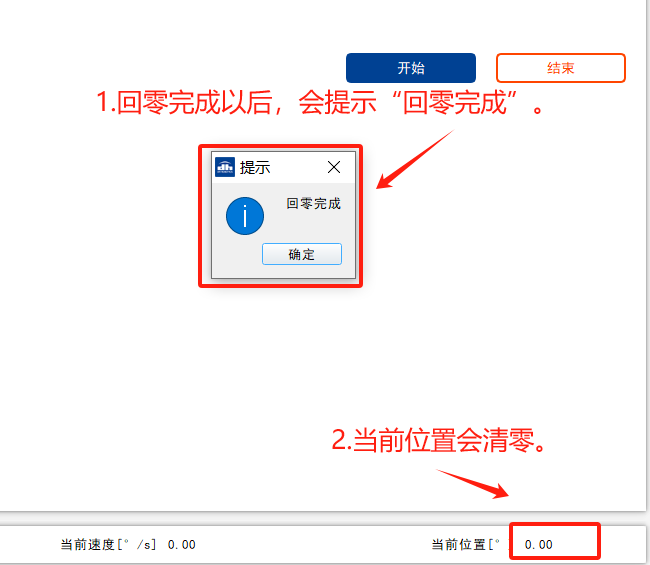 开始
结束
1.回零完成以后，会提示“回零完成”。
提示
回零完成
确定
2.当前位置会清零。
当前速度[°/s] 0.00
当前位置[° 0.00